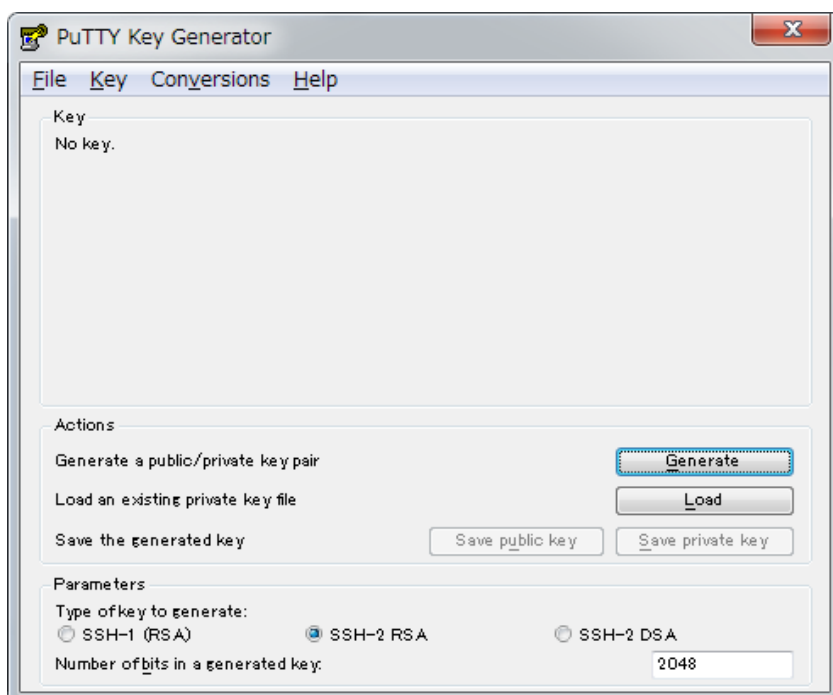 PuTTY Key Generator
File Key Conversions Help
Key
No key.
Actions
Generate a public/private key pair Generate
Load an existing private key file Load
Save the generated key Save public key Save private key
Parameters
Type of key to generate:
SSH-1 (RSA) SSH-2 RSA SSH-2 DSA
Number of bits in a generated key: 2048